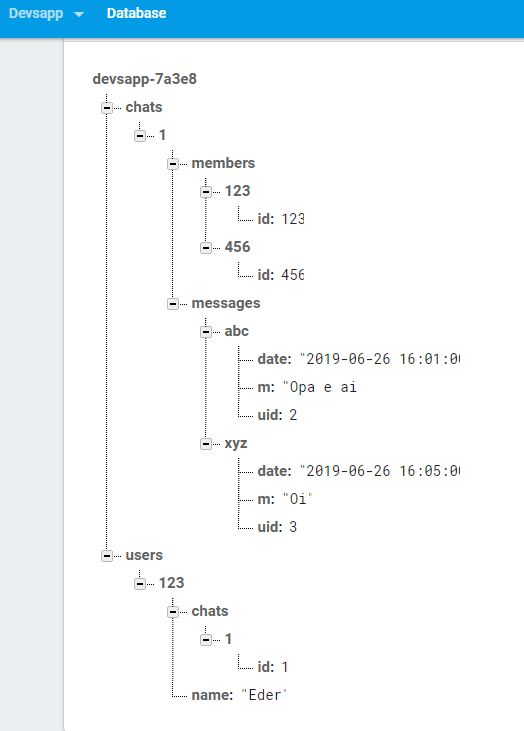 Devsapp Database
devsapp-7a3e8
chats
1
members
123
id: 123
456
id: 456
messages
abc
date: "2019-06-26 16:01:0
m: "Opa e ai
uid: 2
xyz
date: "2019-06-26 16:05:0
m: "Oi"
uid: 3
users
123
chats
1
id: 1
name: "Eder"